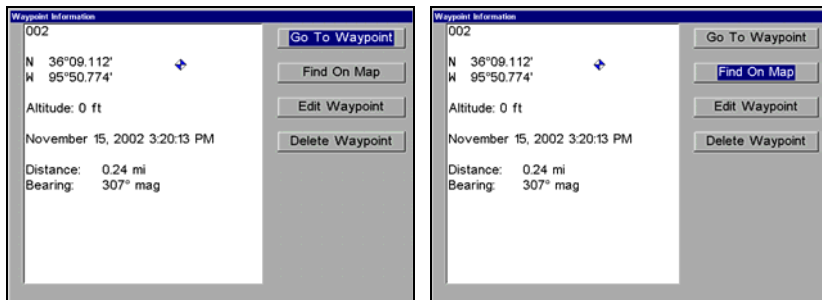 Waypoint Information
002
N 36°09.112'
W 95°50.774'
Altitude: 0 ft
November 15, 2002 3:20:13 PM
Distance: 0.24 mi
Bearing: 307° mag
Go To Waypoint
Find On Map
Edit Waypoint
Delete Waypoint
Waypoint Information
002
N 36°09.112'
W 95°50.774'
Altitude: 0 ft
November 15, 2002 3:20:13 PM
Distance: 0.24 mi
Bearing: 307° mag
Go To Waypoint
Find On Map
Edit Waypoint
Delete Waypoint